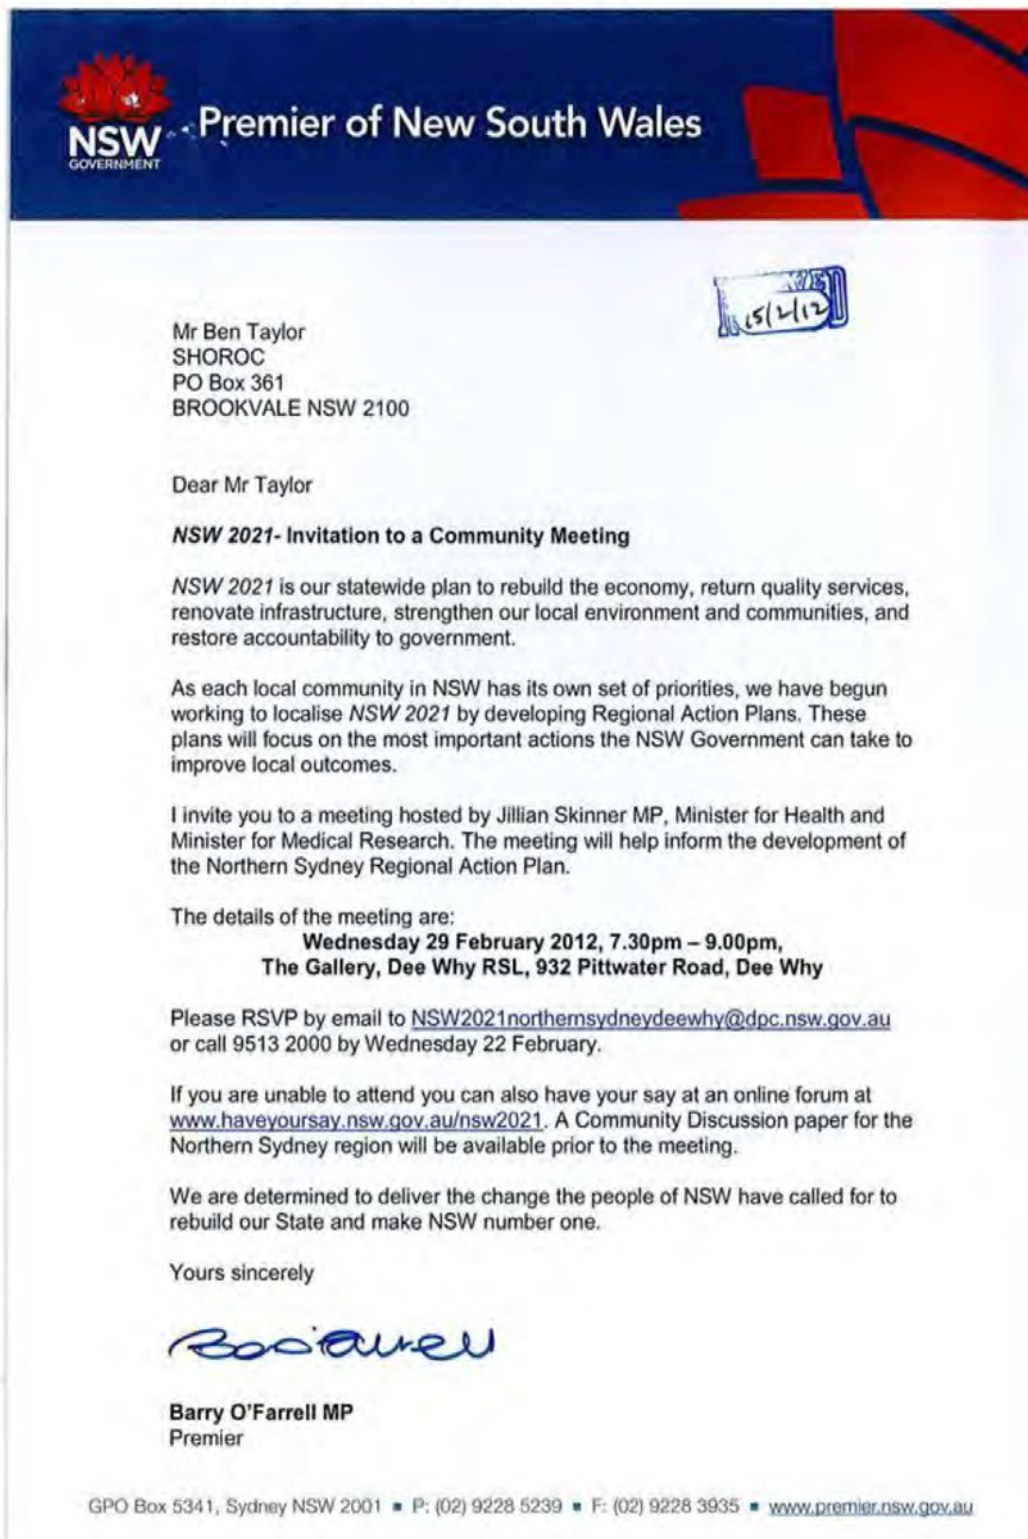 NSW
GOVERNMENT
Premier of New South Wales
15/2/12
Mr Ben Taylor
SHOROC
PO Box 361
BROOKVALE NSW 2100
Dear Mr Taylor
NSW 2021- Invitation to a Community Meeting
NSW 2021 is our statewide plan to rebuild the economy, return quality services,
renovate infrastructure, strengthen our local environment and communities, and
restore accountability to government.
As each local community in NSW has its own set of priorities, we have begun
working to localise NSW 2021 by developing Regional Action Plans. These
plans will focus on the most important actions the NSW Government can take to
improve local outcomes.
I invite you to a meeting hosted by Jillian Skinner MP, Minister for Health and
Minister for Medical Research. The meeting will help inform the development of
the Northern Sydney Regional Action Plan.
The details of the meeting are:
Wednesday 29 February 2012, 7.30pm – 9.00pm,
The Gallery, Dee Why RSL, 932 Pittwater Road, Dee Why
Please RSVP by email to NSW2021northernsydneydeewhy@dpc.nsw.gov.au
or call 9513 2000 by Wednesday 22 February.
If you are unable to attend you can also have your say at an online forum at
www.haveyoursay.nsw.gov.au/nsw2021. A Community Discussion paper for the
Northern Sydney region will be available prior to the meeting.
We are determined to deliver the change the people of NSW have called for to
rebuild our State and make NSW number one.
Yours sincerely
Barry O'Farrell MP
Premier
GPO Box 5341, Sydney NSW 2001 ▪ P: (02) 9228 5239 ▪ F: (02) 9228 3935 ▪ www.premier.nsw.gov.au